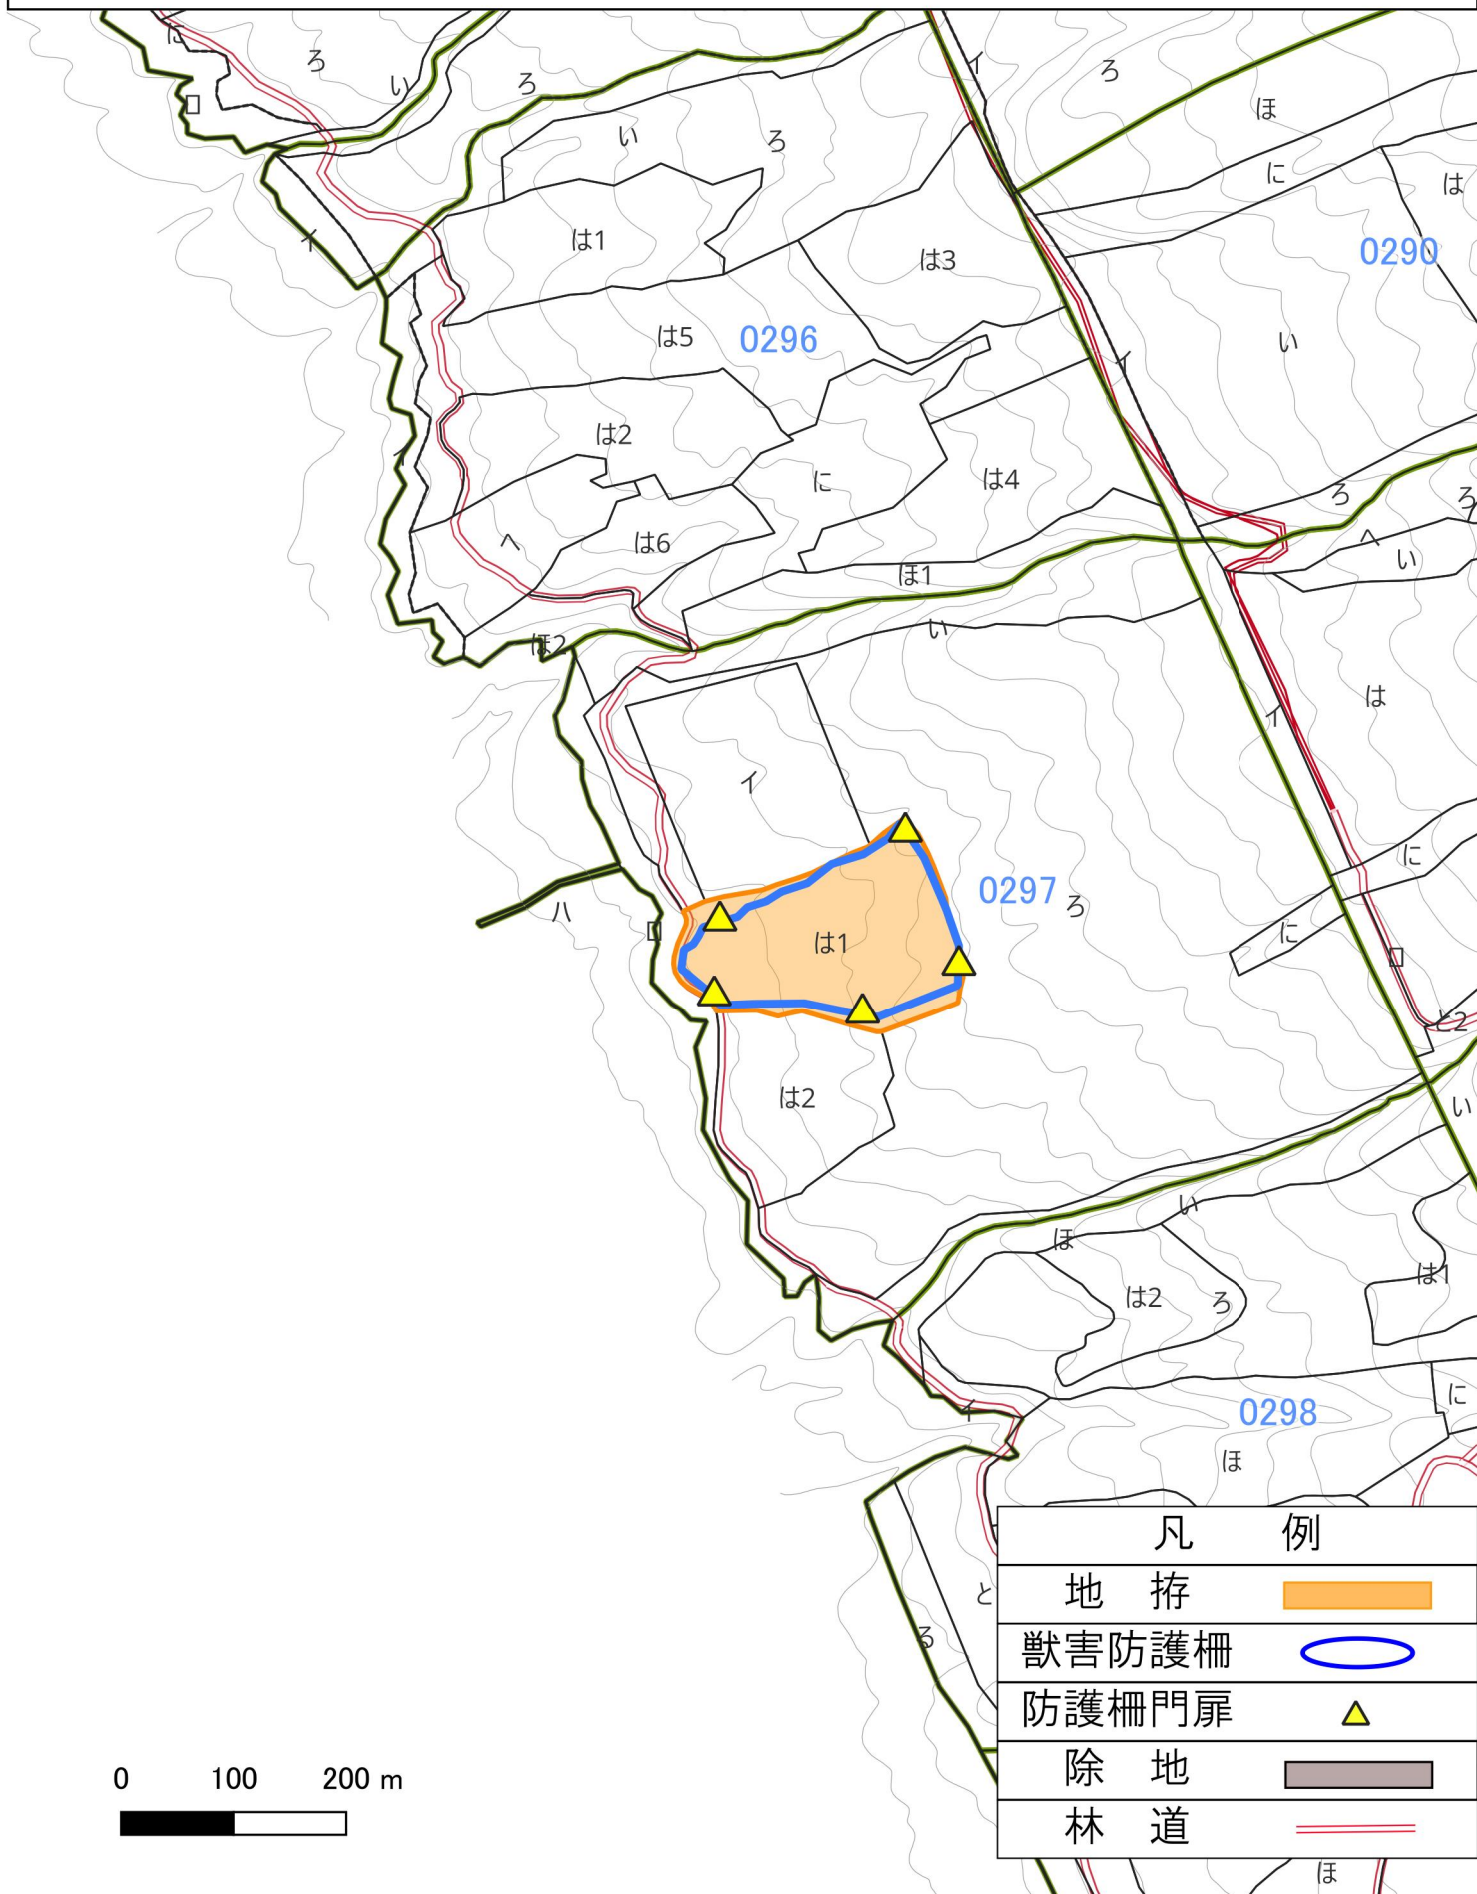 に
ろ
い
ろ
イ
ろ
ほ
ロ
い
ろ
に
は
イ
は1
は3
0290
は5
0296
い
イ
は2
イ
に
は4
ろ
ろ
へ
は6
へ
い
ほ1
ほ2
い
は
イ
イ
に
0297
ろ
ハ
ロ
は1
に
ロ
と2
は2
い
い
ほ
は1
は2
ろ
に
イ
0298
ほ
凡 例
地 拵
と
獣害防護柵
る
防護柵門扉
除 地
0 100 200 m
林 道
ほ